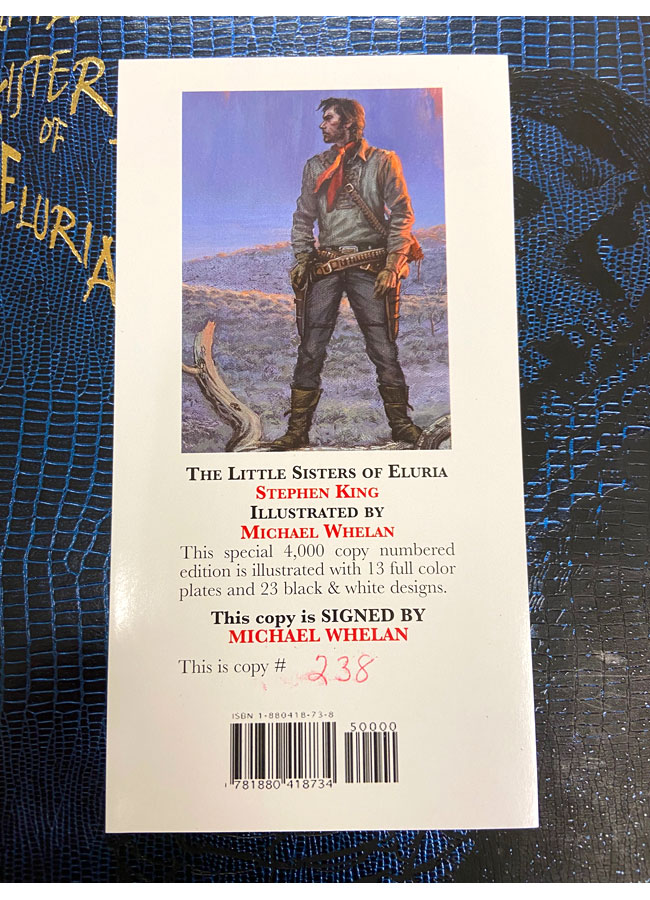 SISTER
OF
ELURIA
THE LITTLE SISTERS OF ELURIA
STEPHEN KING
ILLUSTRATED BY
MICHAEL WHELAN
This special 4,000 copy numbered
edition is illustrated with 13 full color
plates and 23 black & white designs.
This copy is SIGNED BY
MICHAEL WHELAN
This is copy # 238
ISBN 1-880418-73-8
50000
781880 418734